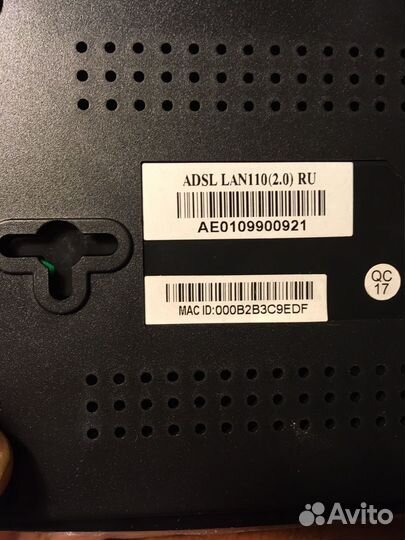 ADSL LAN110(2.0) RU
AE0109900921
MAC ID:000B2B3C9EDF
QC
17
Avito